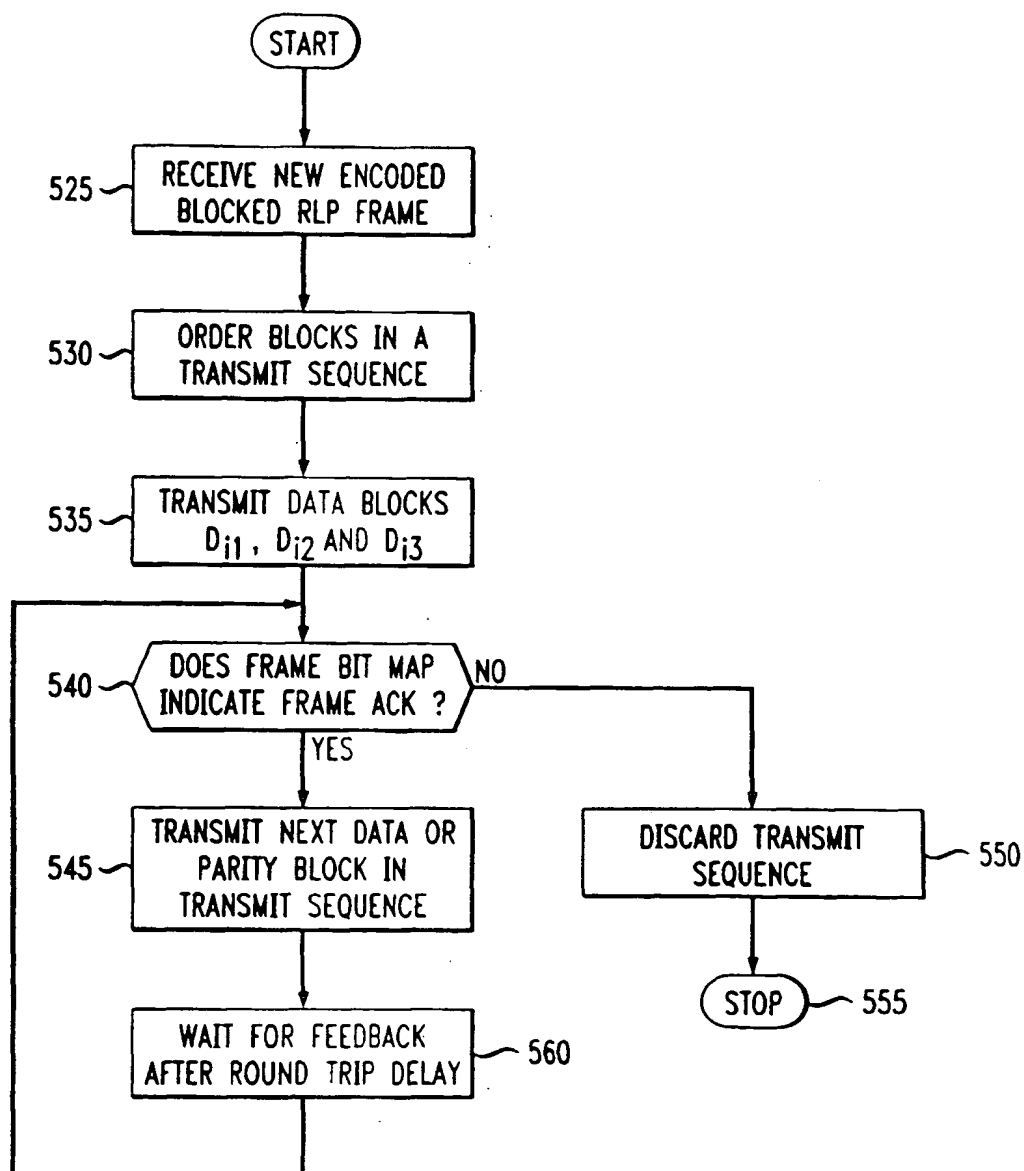 START
525
RECEIVE NEW ENCODED
BLOCKED RLP FRAME
530
ORDER BLOCKS IN A
TRANSMIT SEQUENCE
535
TRANSMIT DATA BLOCKS
Di1, Di2 AND Di3
540
DOES FRAME BIT MAP
INDICATE FRAME ACK ?
NO
YES
545
TRANSMIT NEXT DATA OR
PARITY BLOCK IN
TRANSMIT SEQUENCE
DISCARD TRANSMIT
SEQUENCE
550
STOP
555
WAIT FOR FEEDBACK
AFTER ROUND TRIP DELAY
560